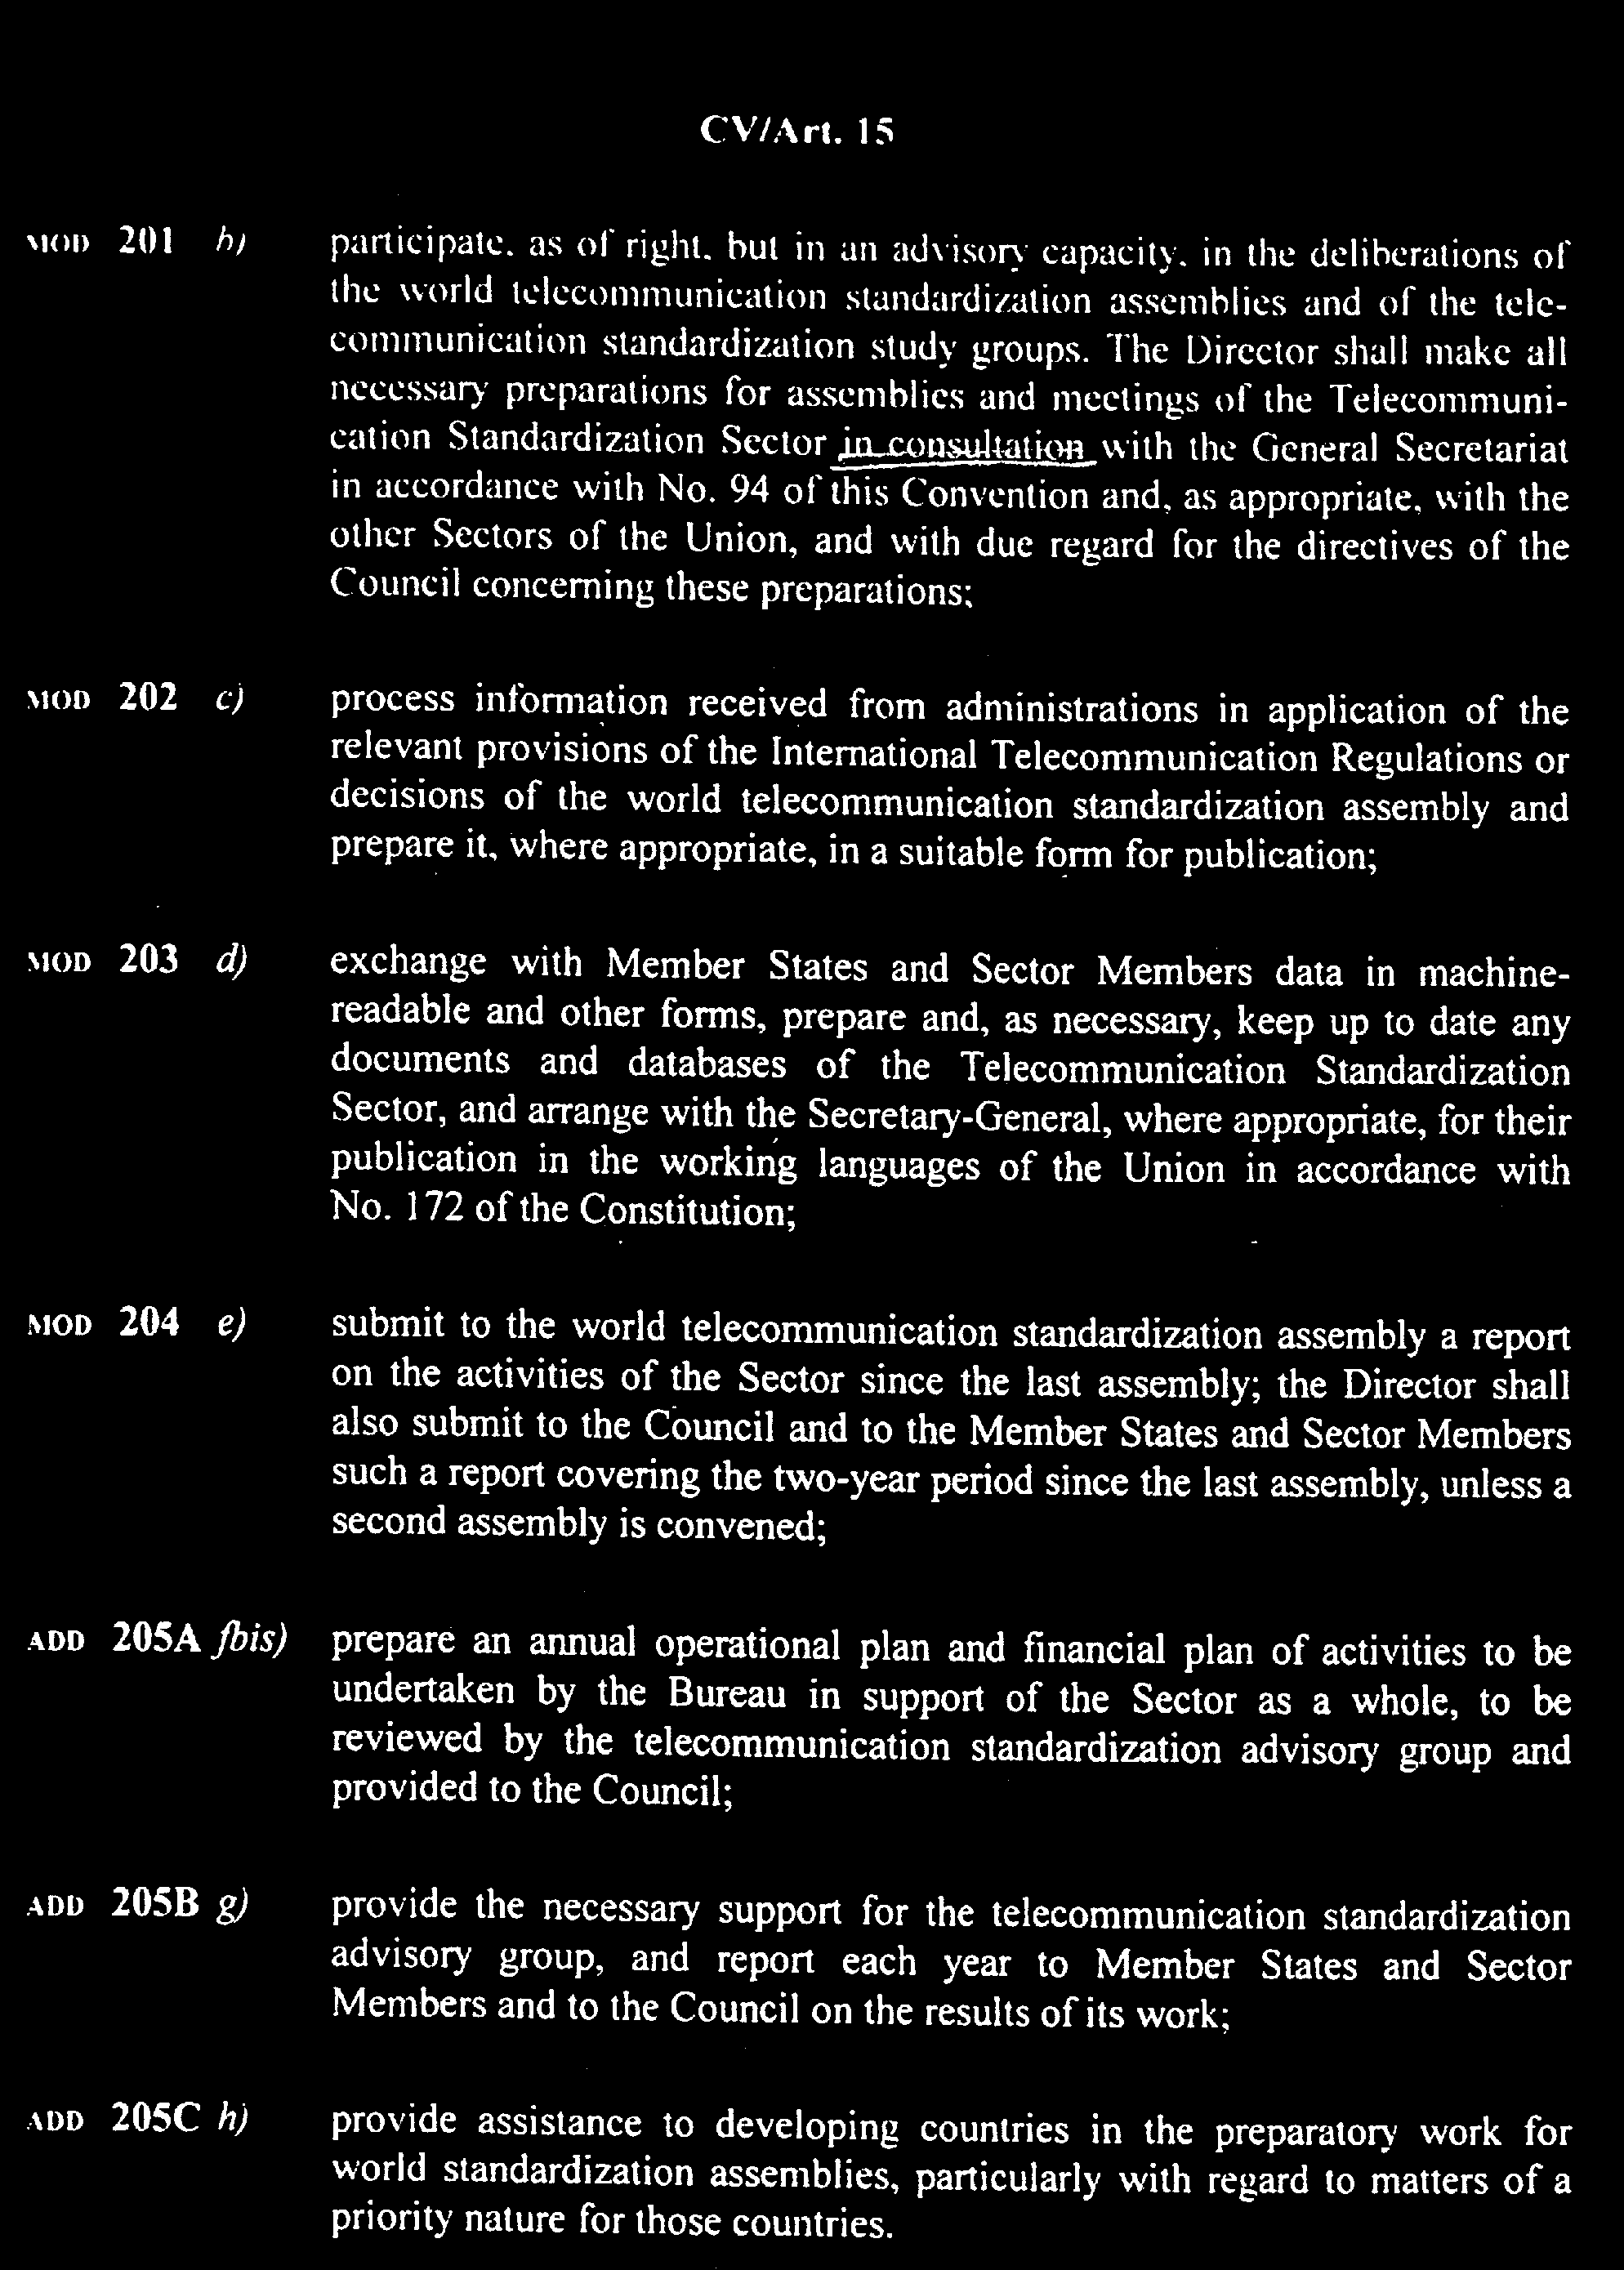 CV/Art. 15
MOD 201 b) participate, as of right, but in an advisory capacity, in the deliberations of
the world telecommunication standardization assemblies and of the tele-
communication standardization study groups. The Director shall make all
necessary preparations for assemblies and meetings of the Telecommuni-
cation Standardization Sector in consultation with the General Secretariat
in accordance with No. 94 of this Convention and, as appropriate, with the
other Sectors of the Union, and with due regard for the directives of the
Council concerning these preparations;
MOD 202 c) process information received from administrations in application of the
relevant provisions of the International Telecommunication Regulations or
decisions of the world telecommunication standardization assembly and
prepare it, where appropriate, in a suitable form for publication;
MOD 203 d) exchange with Member States and Sector Members data in machine-
readable and other forms, prepare and, as necessary, keep up to date any
documents and databases of the Telecommunication Standardization
Sector, and arrange with the Secretary-General, where appropriate, for their
publication in the working languages of the Union in accordance with
No. 172 of the Constitution;
MOD 204 e) submit to the world telecommunication standardization assembly a report
on the activities of the Sector since the last assembly; the Director shall
also submit to the Council and to the Member States and Sector Members
such a report covering the two-year period since the last assembly, unless a
second assembly is convened;
ADD 205A fbis) prepare an annual operational plan and financial plan of activities to be
undertaken by the Bureau in support of the Sector as a whole, to be
reviewed by the telecommunication standardization advisory group and
provided to the Council;
ADD 205B g) provide the necessary support for the telecommunication standardization
advisory group, and report each year to Member States and Sector
Members and to the Council on the results of its work;
ADD 205C h) provide assistance to developing countries in the preparatory work for
world standardization assemblies, particularly with regard to matters of a
priority nature for those countries.